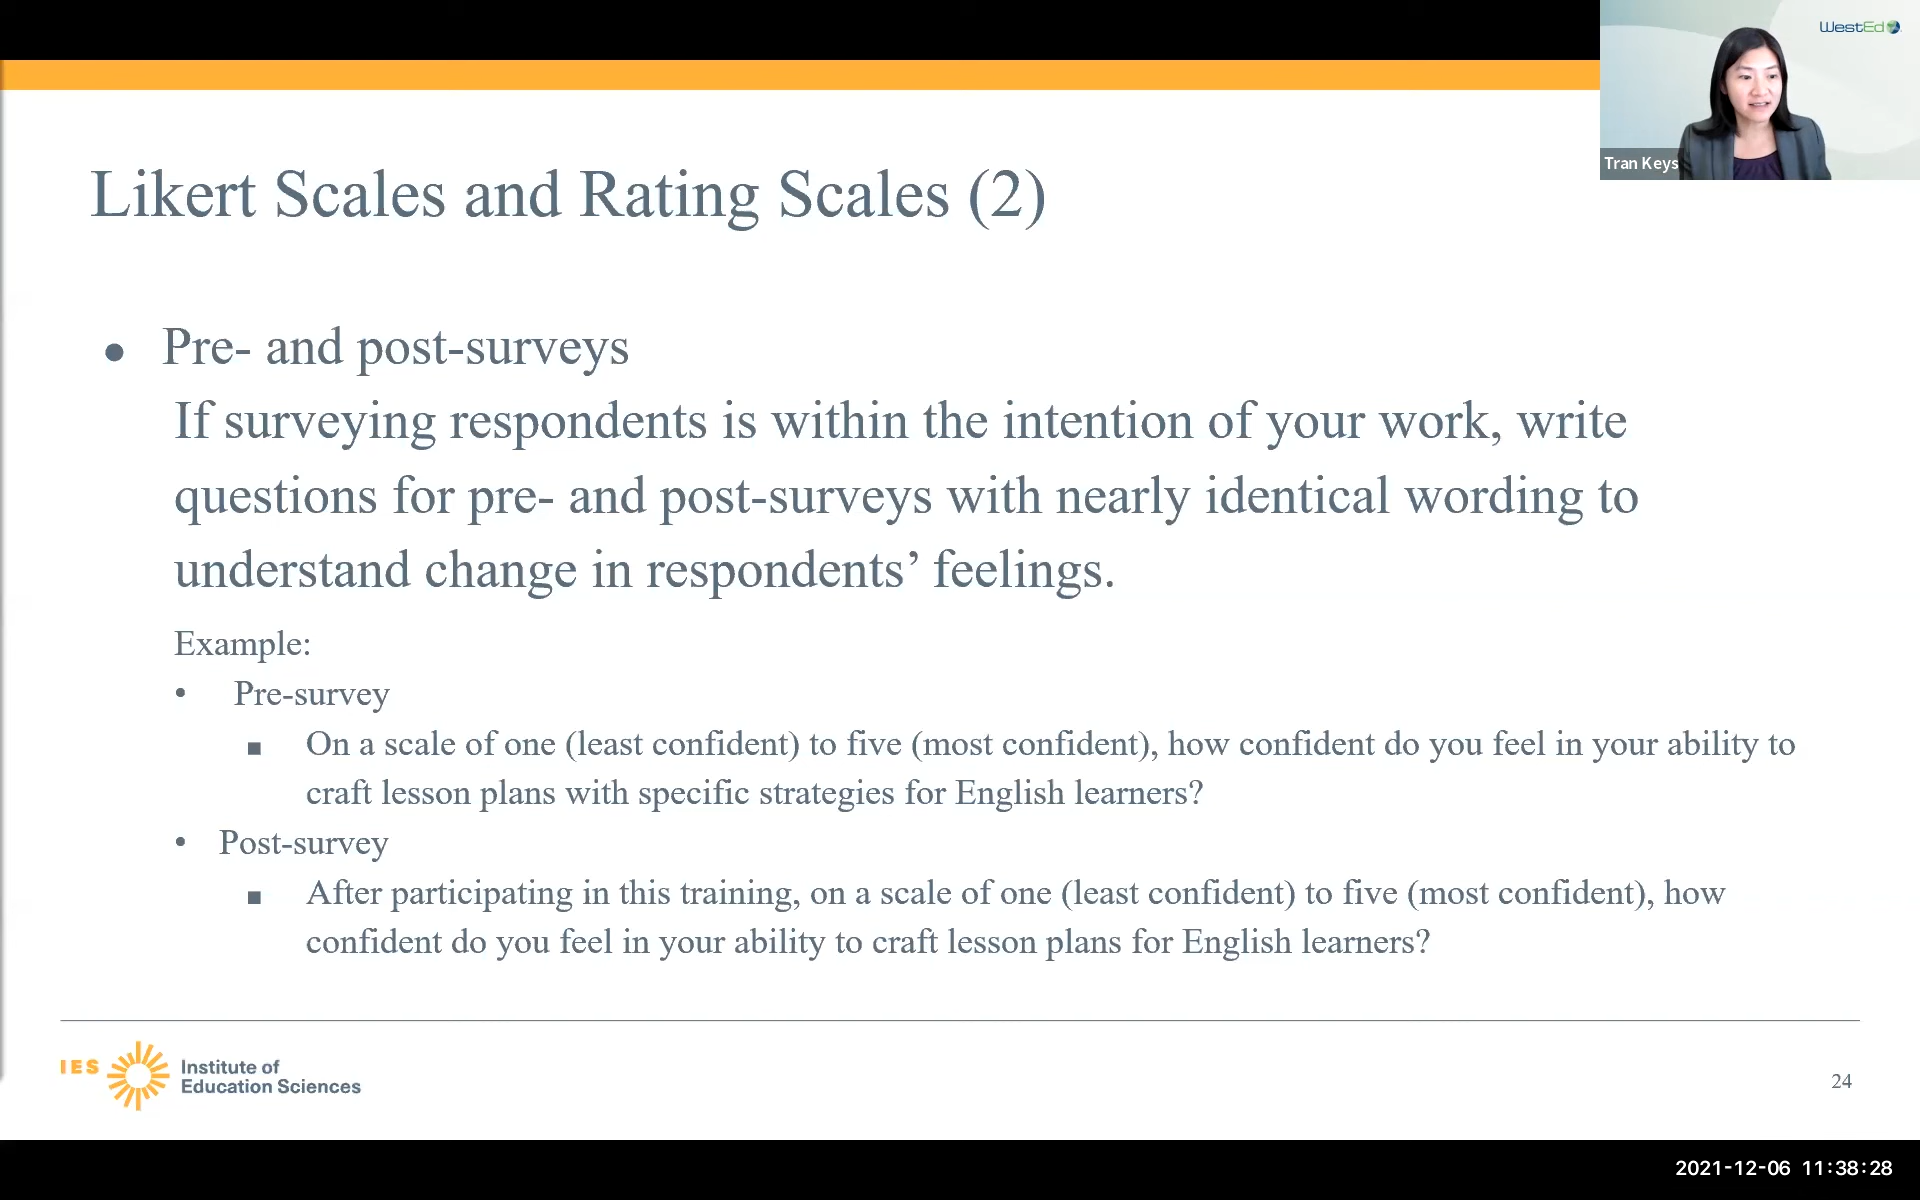 WestEd
Tran Keys
Likert Scales and Rating Scales (2)
● Pre- and post-surveys
If surveying respondents is within the intention of your work, write
questions for pre- and post-surveys with nearly identical wording to
understand change in respondents’ feelings.
Example:
• Pre-survey
■ On a scale of one (least confident) to five (most confident), how confident do you feel in your ability to
craft lesson plans with specific strategies for English learners?
• Post-survey
■ After participating in this training, on a scale of one (least confident) to five (most confident), how
confident do you feel in your ability to craft lesson plans for English learners?
IES
Institute of
Education Sciences
24
2021-12-06 11:38:28